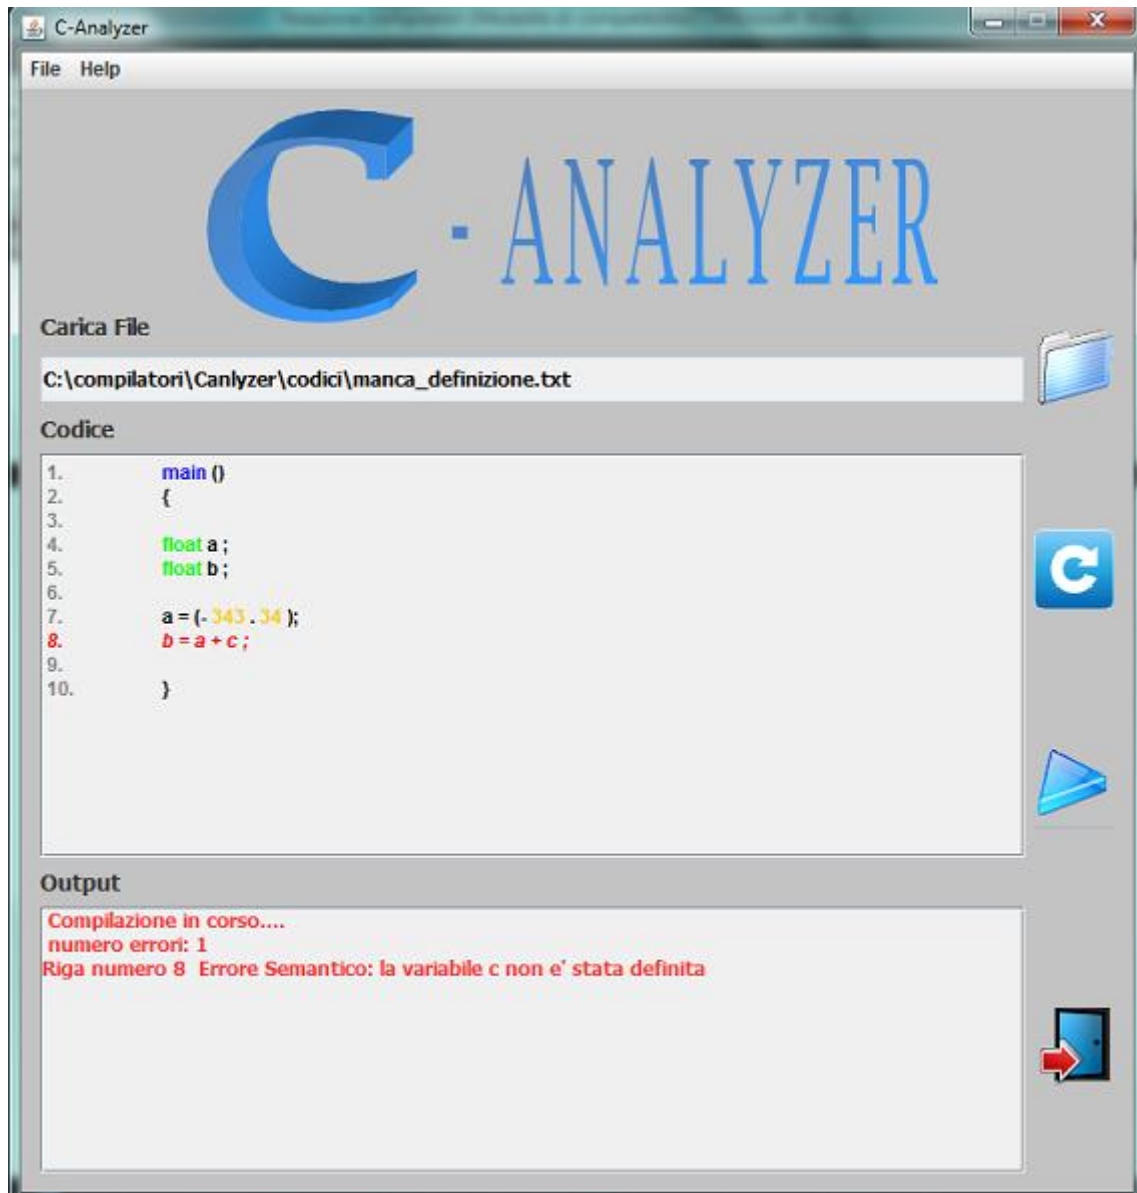 C-Analyzer
File Help
C - ANALYZER
Carica File
C:\compilatori\Canlyzer\codici\manca_definizione.txt
Codice
1. main ()
2. {
3.
4. float a ;
5. float b ;
6.
7. a = (- 343 . 34 );
8. b = a + c ;
9.
10. }
Output
Compilazione in corso....
numero errori: 1
Riga numero 8 Errore Semantico: la variabile c non e' stata definita